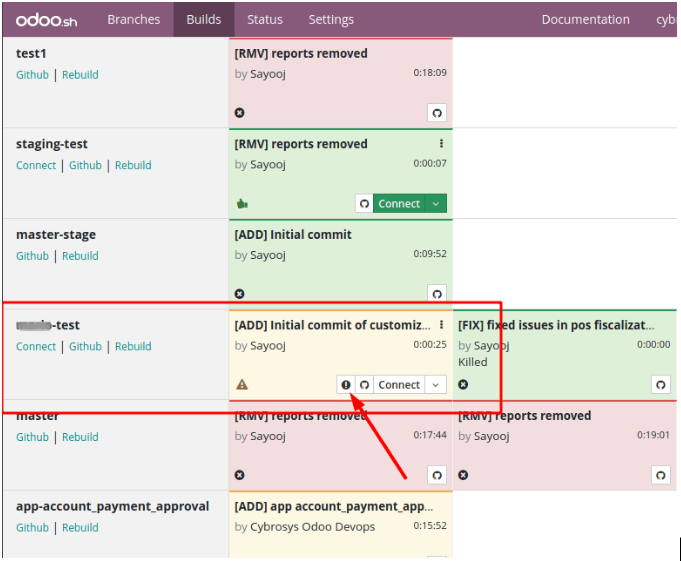 odoo.sh Branches Builds Status Settings Documentation cyb
test1 [RMV] reports removed
Github | Rebuild by Sayooj 0:18:09
staging-test [RMV] reports removed
Connect | Github | Rebuild by Sayooj 0:00:07
Connect
master-stage [ADD] Initial commit
Github | Rebuild by Sayooj 0:09:52
-test [ADD] Initial commit of customiz... [FIX] fixed issues in pos fiscalizat...
Connect | Github | Rebuild by Sayooj 0:00:25 by Sayooj 0:00:00
Killed
Connect
master [RMV] reports removed [RMV] reports removed
Github | Rebuild by Sayooj 0:17:44 by Sayooj 0:19:01
app-account_payment_approval [ADD] app account_payment_app...
Github | Rebuild by Cybrosys Odoo Devops 0:15:52